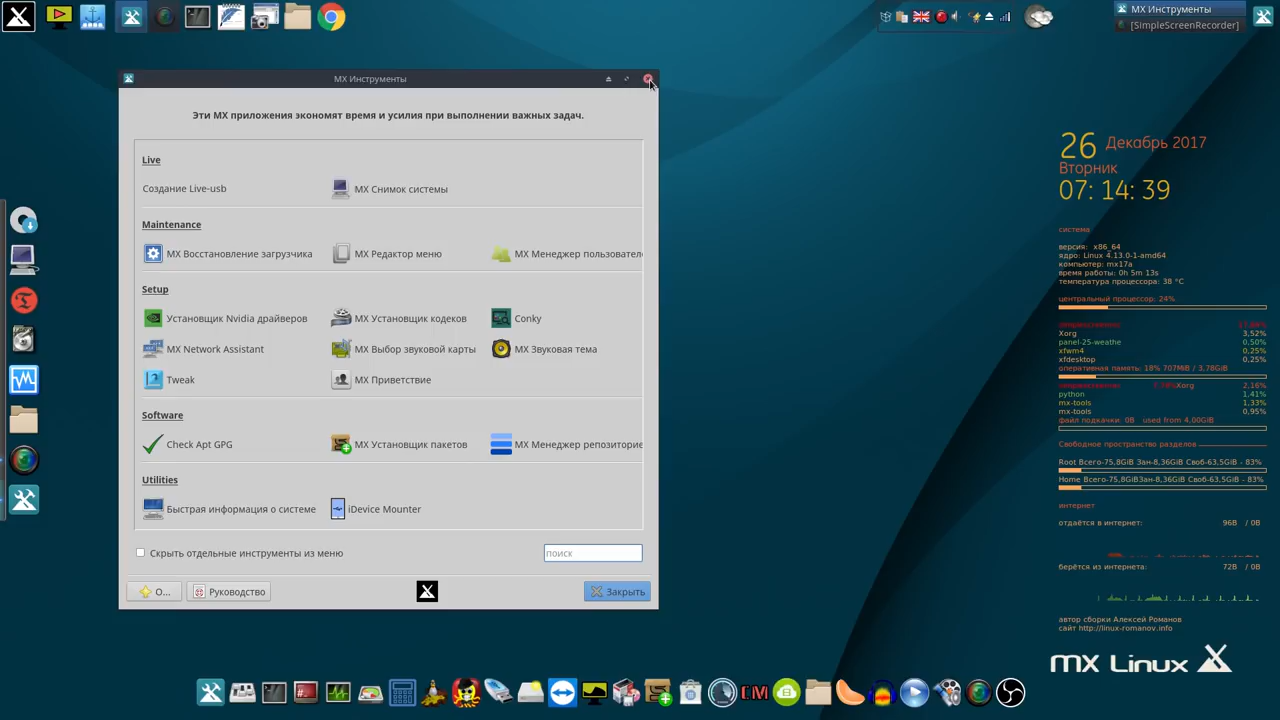 MX Инструменты
[SimpleScreenRecorder]
MX Инструменты
Эти MX приложения экономят время и усилия при выполнении важных задач.
Live
Создание Live-usb
MX Снимок системы
Maintenance
MX Восстановление загрузчика
MX Редактор меню
MX Менеджер пользовател
Setup
Установщик Nvidia драйверов
MX Установщик кодеков
Conky
MX Network Assistant
MX Выбор звуковой карты
MX Звуковая тема
Tweak
MX Приветствие
Software
Check Apt GPG
MX Установщик пакетов
MX Менеджер репозиторие
Utilities
Быстрая информация о системе
iDevice Mounter
Скрыть отдельные инструменты из меню
поиск
О...
Руководство
Закрыть
26 Декабрь 2017
Вторник
07: 14: 39
система
версия: x86_64
ядро: Linux 4.13.0-1-amd64
компьютер: mx17a
время работы: 0h 5m 13s
температура процессора: 38 °C
центральный процессор, 24%
Xorg 3,52%
panel-25-weathe 0,50%
xfwm4 0,25%
xfdesktop 0,25%
оперативная память: 18% 707MiB / 3,78GiB
Xorg 2,16%
python 1,41%
mx-tools 1,33%
mx-tools 0,95%
файл подкачки: 0B used from 4,00GiB
Свободное пространство разделов
Root Всего-75,8GiB Зан-8,36GiB Своб-63,5GiB - 83%
Home Всего-75,8GiBЗан-8,36GiB Своб-63,5GiB - 83%
интернет
отдаётся в интернет: 96B / 0B
берётся из интернета: 72B / 0B
автор сборки Алексей Романов
сайт http://linux-romanov.info
MX Linux